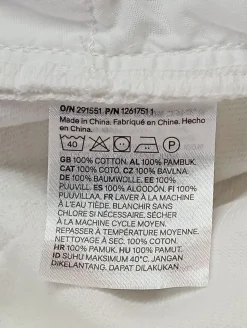 O/N 291551 P/N 1261751 1
Made in China. Fabriqué en Chine. Hecho
en China.
40 P
GB 100% COTTON. AL 100% PAMBUK.
CAT 100% COTÓ. CZ 100% BAVLNA.
DE 100% BAUMWOLLE. EE 100%
PUUVILL. ES 100% ALGODÓN. FI 100%
PUUVILLAA. FR LAVER À LA MACHINE
À L'EAU TIÈDE. BLANCHIR SANS
CHLORE SI NÉCESSAIRE. SÉCHER
À LA MACHINE CYCLE MOYEN.
REPASSER À TEMPÉRATURE MOYENNE.
NETTOYAGE À SEC. 100% COTON.
HR 100% PAMUK. HU 100% PAMUT.
ID SUHU MAKSIMUM 40°C. JANGAN
DIKELANTANG. DAPAT DILAKUKAN